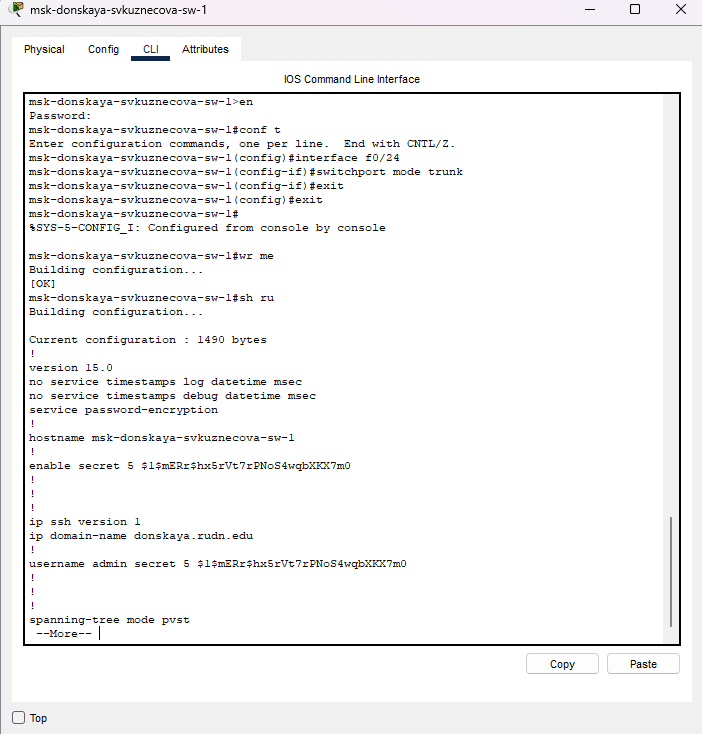 msk-donskaya-svkuznecova-sw-1
Physical Config CLI Attributes
IOS Command Line Interface
msk-donskaya-svkuznecova-sw-1>en
Password:
msk-donskaya-svkuznecova-sw-1#conf t
Enter configuration commands, one per line.  End with CNTL/Z.
msk-donskaya-svkuznecova-sw-1(config)#interface f0/24
msk-donskaya-svkuznecova-sw-1(config-if)#switchport mode trunk
msk-donskaya-svkuznecova-sw-1(config-if)#exit
msk-donskaya-svkuznecova-sw-1(config)#exit
msk-donskaya-svkuznecova-sw-1#
%SYS-5-CONFIG_I: Configured from console by console
msk-donskaya-svkuznecova-sw-1#wr me
Building configuration...
[OK]
msk-donskaya-svkuznecova-sw-1#sh ru
Building configuration...
Current configuration : 1490 bytes
!
version 15.0
no service timestamps log datetime msec
no service timestamps debug datetime msec
service password-encryption
!
hostname msk-donskaya-svkuznecova-sw-1
!
enable secret 5 $1$mERr$hx5rVt7rPNoS4wqbXKX7m0
!
!
!
ip ssh version 1
ip domain-name donskaya.rudn.edu
!
username admin secret 5 $1$mERr$hx5rVt7rPNoS4wqbXKX7m0
!
!
!
spanning-tree mode pvst
--More--
Copy Paste
Top